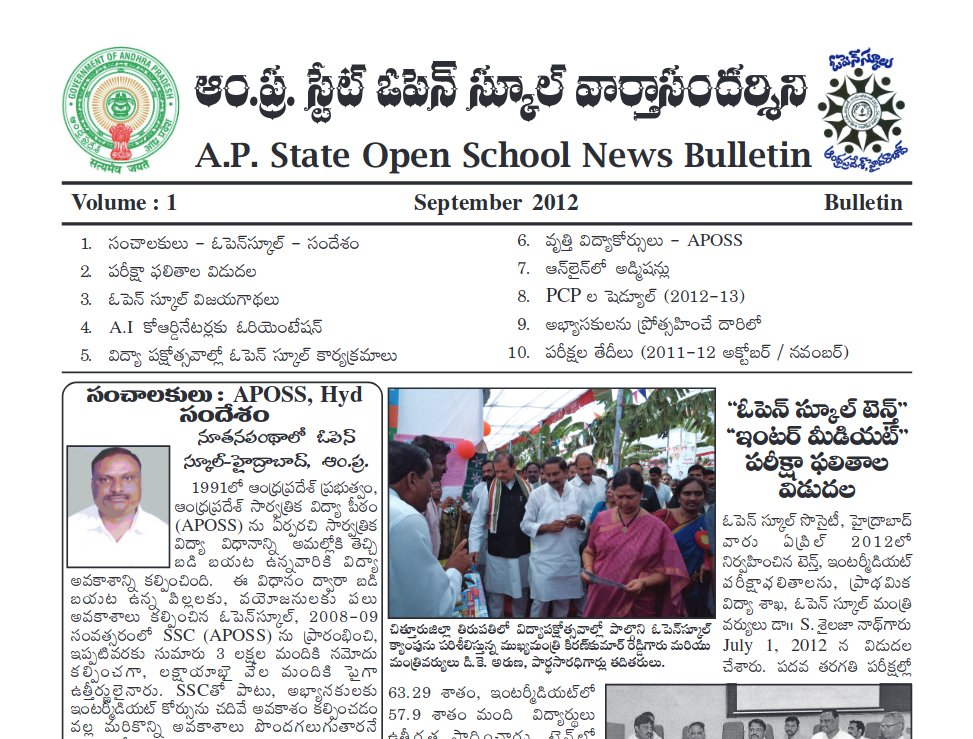 GOVERNMENT OF ANDHRA PRADESH
सत्यमेव जयते
ఆం.ప్ర. స్టేట్ ఓపెన్ స్కూల్ వార్తాసందర్శిని
A.P. State Open School News Bulletin
ఓపెన్ స్కూలు
ఆంధ్రప్రదేశ్, హైద్రాబాద్
Volume : 1 September 2012 Bulletin
1. సంచాలకులు - ఓపెన్‌స్కూల్ - సందేశం
2. పరీక్షా ఫలితాల విడుదల
3. ఓపెన్ స్కూల్ విజయగాథలు
4. A.I కోఆర్డినేటర్లకు ఓరియెంటేషన్
5. విద్యా పక్షోత్సవాల్లో ఓపెన్ స్కూల్ కార్యక్రమాలు
6. వృత్తి విద్యాకోర్సులు - APOSS
7. ఆన్‌లైన్‌లో అడ్మిషన్లు
8. PCP ల షెడ్యూల్ (2012-13)
9. అభ్యాసకులను ప్రోత్సహించే దారిలో
10. పరీక్షల తేదీలు (2011-12 అక్టోబర్ / నవంబర్)
సంచాలకులు : APOSS, Hyd
సందేశం
నూతనపంథాలో ఓపెన్
స్కూల్-హైద్రాబాద్, ఆం.ప్ర.
1991లో ఆంధ్రప్రదేశ్ ప్రభుత్వం,
ఆంధ్రప్రదేశ్ సార్వత్రిక విద్యా పీఠం
(APOSS) ను ఏర్పరచి సార్వత్రిక
విద్యా విధానాన్ని అమల్లోకి తెచ్చి
బడి బయట ఉన్నవారికి విద్యా
అవకాశాన్ని కల్పించింది. ఈ విధానం ద్వారా బడి
బయట ఉన్న పిల్లలకు, వయోజనులకు పలు
అవకాశాలు కల్పించిన ఓపెన్‌స్కూల్, 2008-09
సంవత్సరంలో SSC (APOSS) ను ప్రారంభించి,
ఇప్పటివరకు సుమారు 3 లక్షల మందికి నమోదు
కల్పించగా, లక్షాయాభై వేల మందికి పైగా
ఉత్తీర్ణులైనారు. SSCతో పాటు, అభ్యాసకులకు
ఇంటర్మీడియట్ కోర్సును చదివే అవకాశం కల్పించడం
వల్ల మరికొన్ని అవకాశాలు పొందగలుగుతారనే
చిత్తూరుజిల్లా తిరుపతిలో విద్యాపక్షోత్సవాల్లో పాల్గొని ఓపెన్‌స్కూల్
క్యాంపును పరిశీలిస్తున్న ముఖ్యమంత్రి కిరణ్‌కుమార్ రెడ్డిగారు మరియు
మంత్రివర్యులు డి.కె. అరుణ, పార్థసారథిగార్లు తదితరులు.
63.29 శాతం, ఇంటర్మీడియట్‌లో
57.9 శాతం మంది విద్యార్థులు
ఉత్తీర్ణత సాధించారు. టెన్త్‌లో
“ఓపెన్ స్కూల్ టెన్త్”
“ఇంటర్ మీడియట్”
పరీక్షా ఫలితాల
విడుదల
ఓపెన్ స్కూల్ సొసైటీ, హైద్రాబాద్
వారు ఏప్రిల్ 2012లో
నిర్వహించిన టెన్త్, ఇంటర్మీడియట్
పరీక్షాఫలితాలను, ప్రాథమిక
విద్యా శాఖ, ఓపెన్ స్కూల్ మంత్రి
వర్యులు డా॥ S. శైలజా నాథ్‌గారు
July 1, 2012 న విడుదల
చేశారు. పదవ తరగతి పరీక్షల్లో